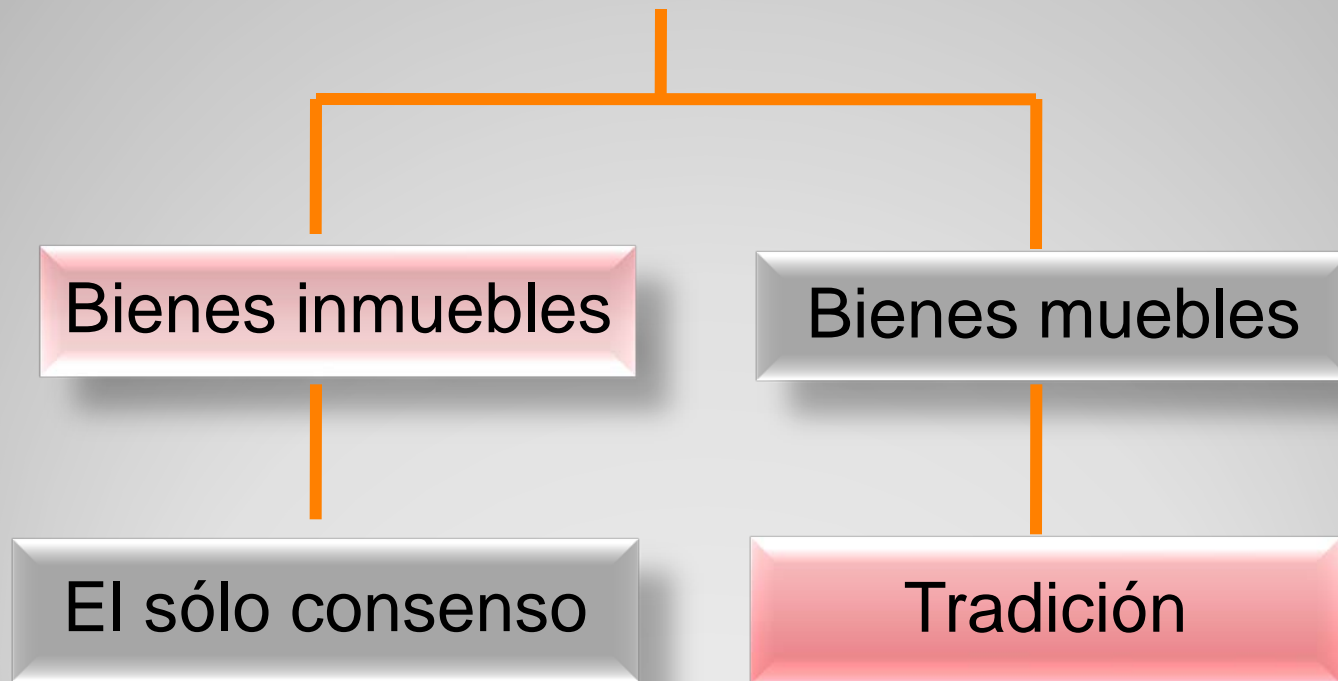 Bienes inmuebles
Bienes muebles
El sólo consenso
Tradición